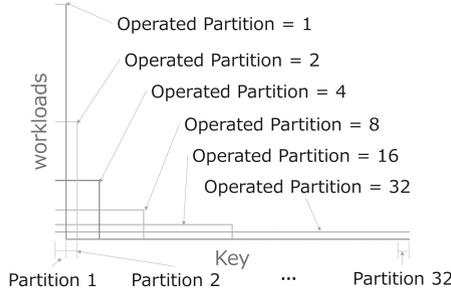 Operated Partition = 1
Operated Partition = 2
Operated Partition = 4
Operated Partition = 8
Operated Partition = 16
Operated Partition = 32
workloads
Key
Partition 1 Partition 2 ... Partition 32